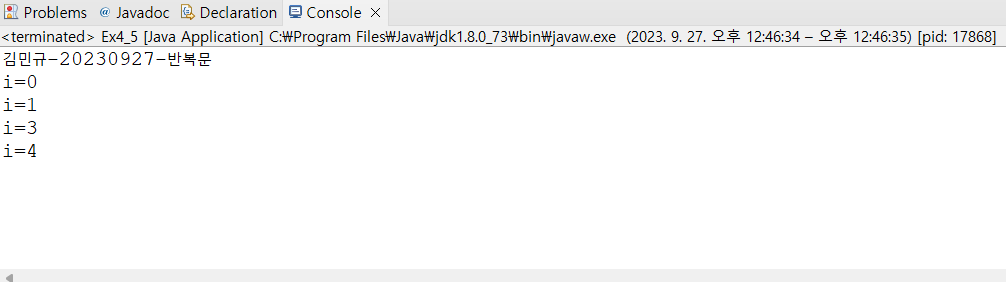 Problems @ Javadoc Declaration Console
<terminated> Ex4_5 [Java Application] C:₩Program Files₩Java₩jdk1.8.0_73₩bin₩javaw.exe (2023. 9. 27. 오후 12:46:34 – 오후 12:46:35) [pid: 17868]
김민규-20230927-반복문
i=0
i=1
i=3
i=4